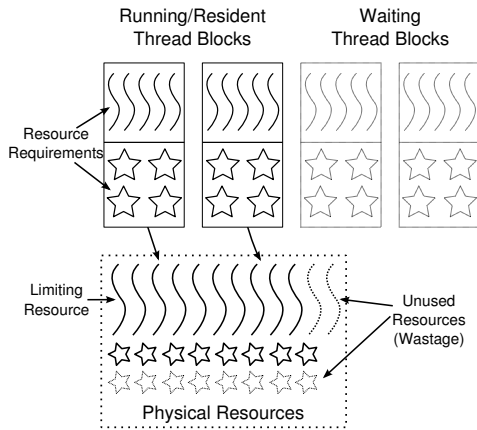 Running/Resident
Thread Blocks
Waiting
Thread Blocks
Resource
Requirements
Limiting
Resource
Unused
Resources
(Wastage)
Physical Resources